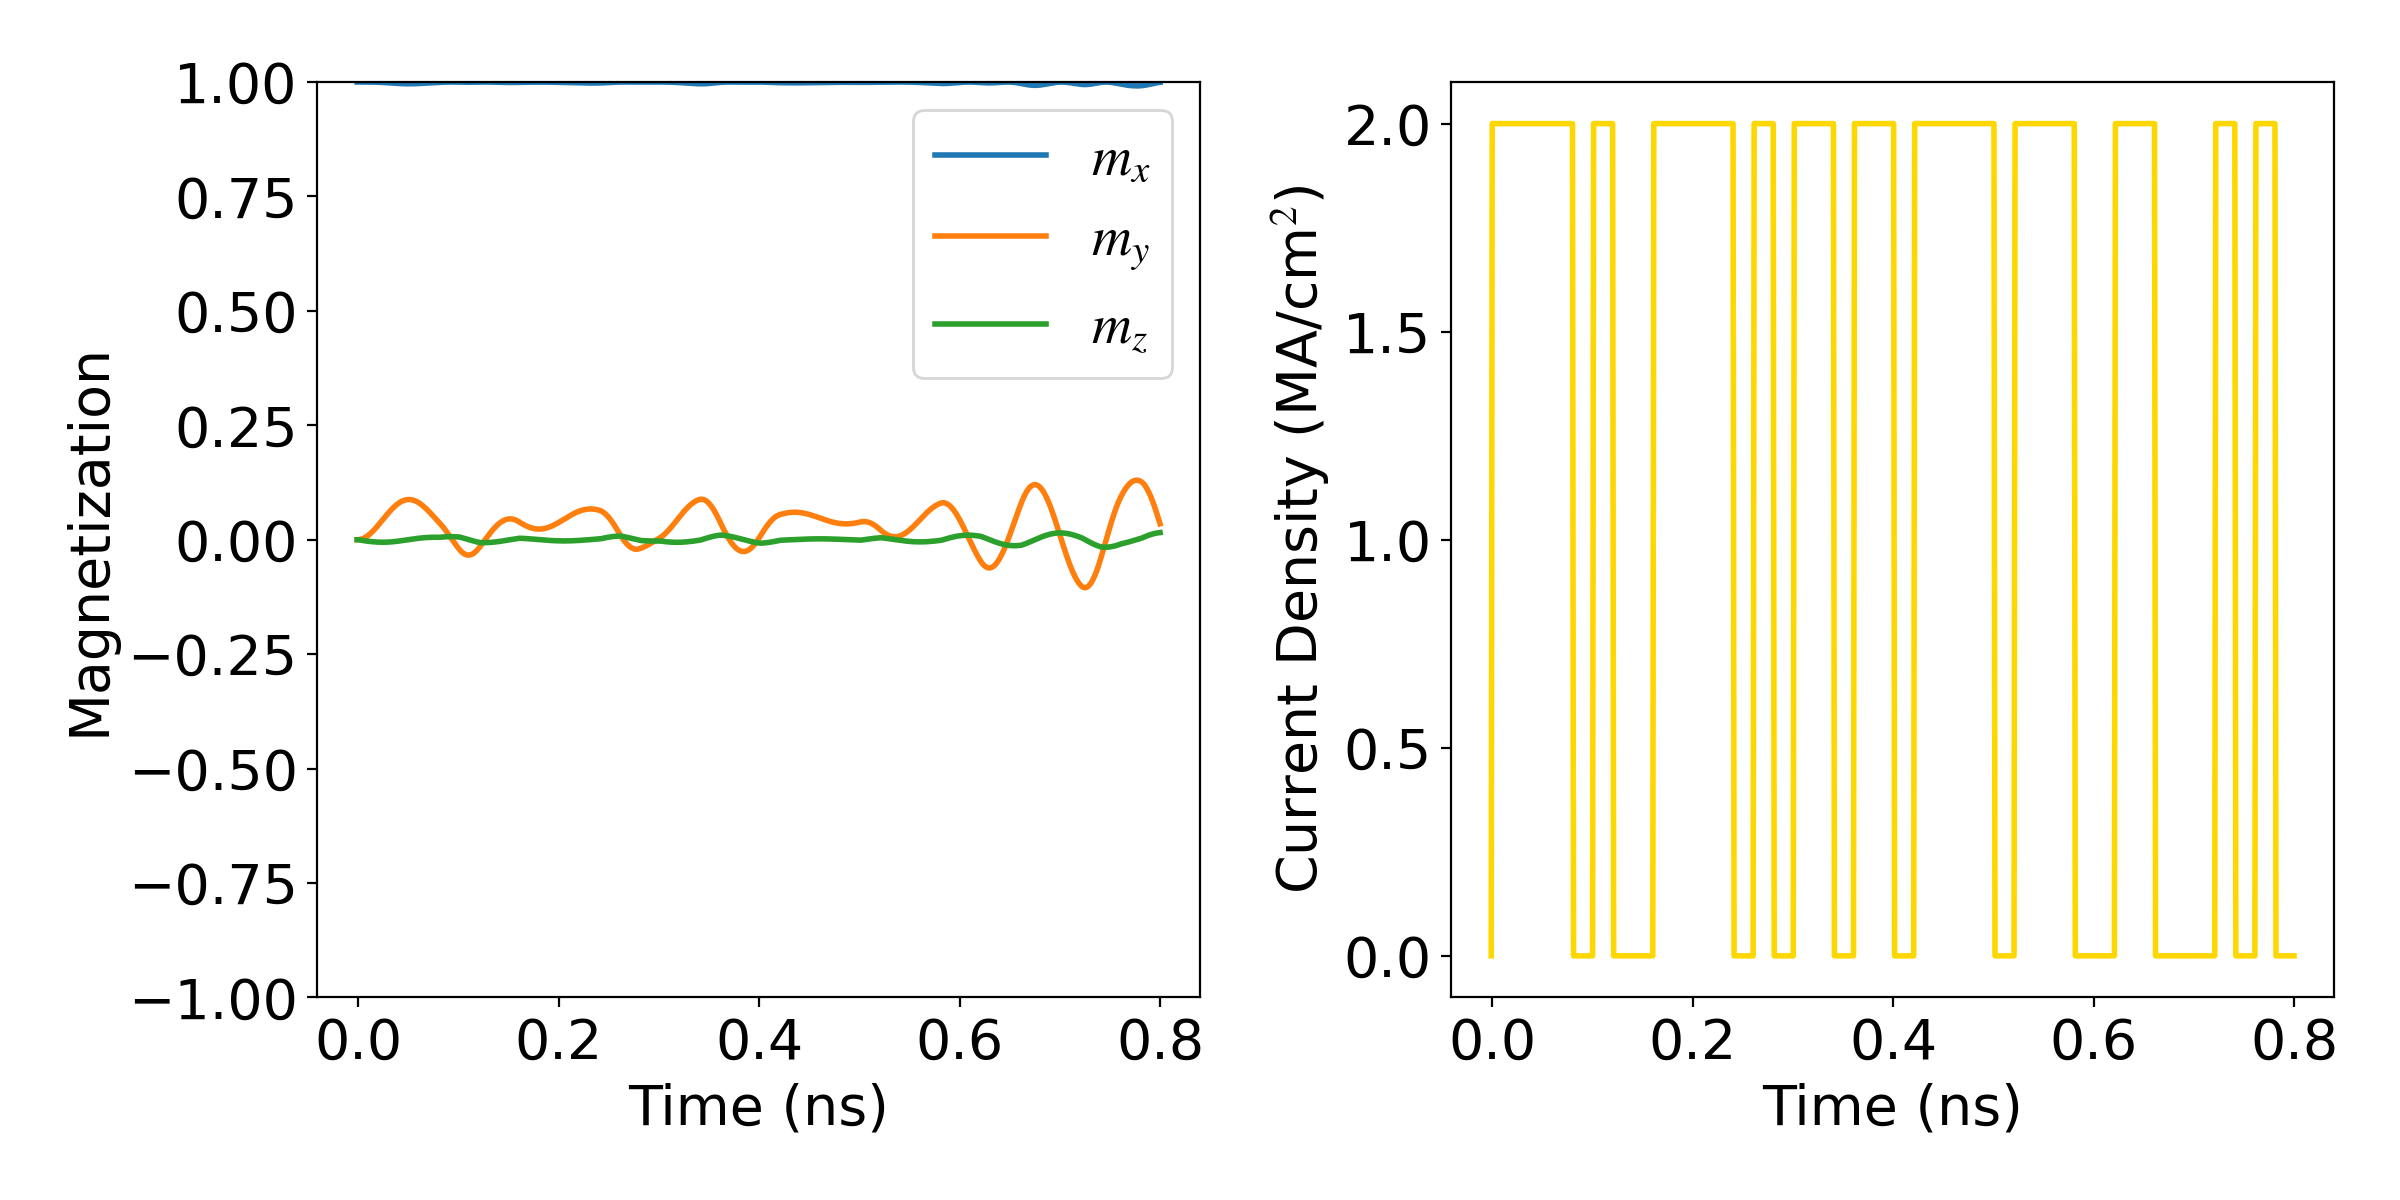 Magnetization
1.00
0.75
0.50
0.25
0.00
−0.25
−0.50
−0.75
−1.00
0.0 0.2 0.4 0.6 0.8
Time (ns)
m_x
m_y
m_z
Current Density (MA/cm²)
2.0
1.5
1.0
0.5
0.0
0.0 0.2 0.4 0.6 0.8
Time (ns)